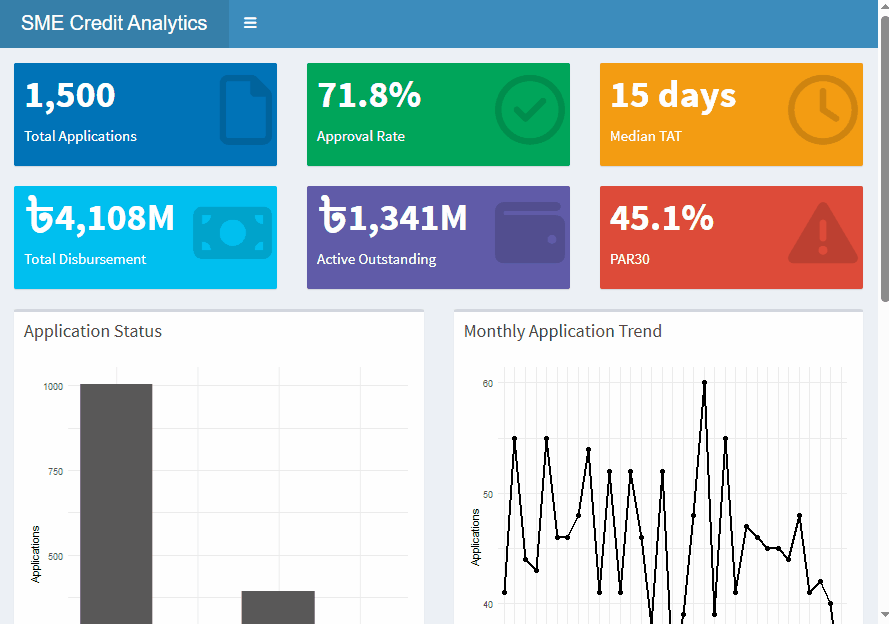 SME Credit Analytics
1,500
Total Applications
71.8%
Approval Rate
15 days
Median TAT
৳4,108M
Total Disbursement
৳1,341M
Active Outstanding
45.1%
PAR30
Application Status
1000
750
500
Applications
Monthly Application Trend
60
50
40
Applications